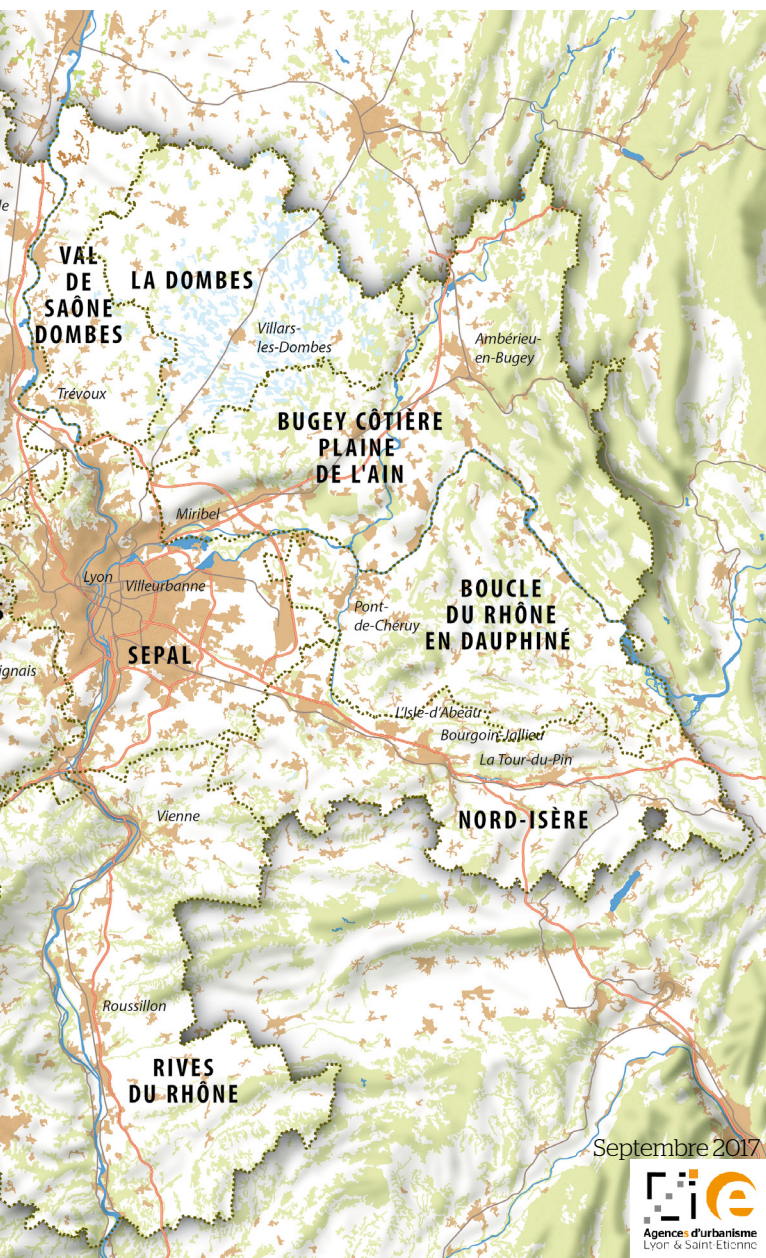 VAL
DE
SAÔNE
DOMBES
LA DOMBES
Villars-
les-Dombes
Ambérieu-
en-Bugey
Trévoux
BUGEY CÔTIÈRE
PLAINE
DE L'AIN
Miribel
Lyon
Villeurbanne
Pont-
de-Chéruy
BOUCLE
DU RHÔNE
EN DAUPHINÉ
SEPAL
ignais
L'Isle-d'Abeau
Bourgoin-Jallieu
La Tour-du-Pin
Vienne
NORD-ISÈRE
Roussillon
RIVES
DU RHÔNE
Septembre 2017
Agences d'urbanisme
Lyon & Saint-Etienne